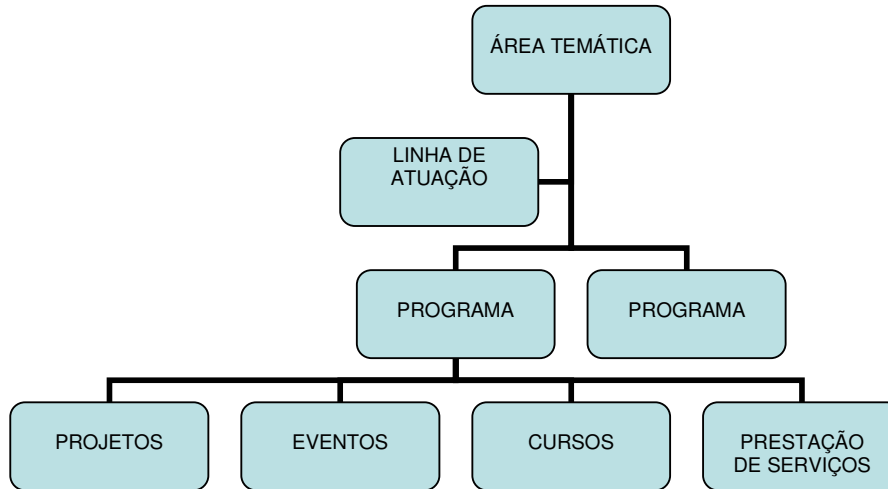 ÁREA TEMÁTICA
LINHA DE
ATUAÇÃO
PROGRAMA
PROGRAMA
PROJETOS
EVENTOS
CURSOS
PRESTAÇÃO
DE SERVIÇOS